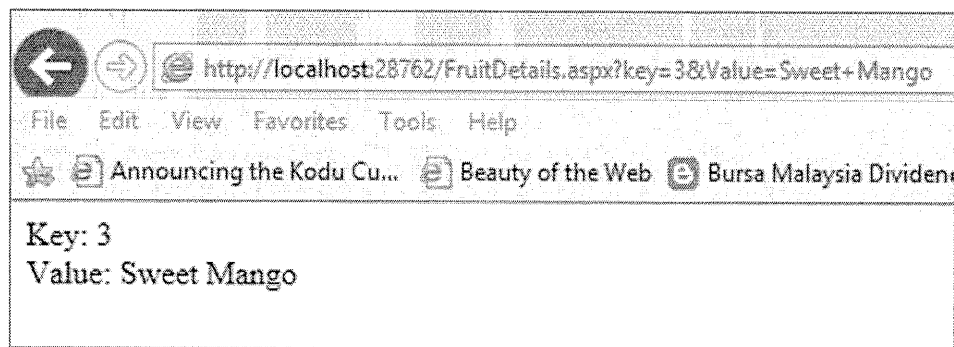 http://localhost:28762/FruitDetails.aspx?key=3&Value=Sweet+Mango
File Edit View Favorites Tools Help
Announcing the Kodu Cu... Beauty of the Web Bursa Malaysia Dividend
Key: 3
Value: Sweet Mango